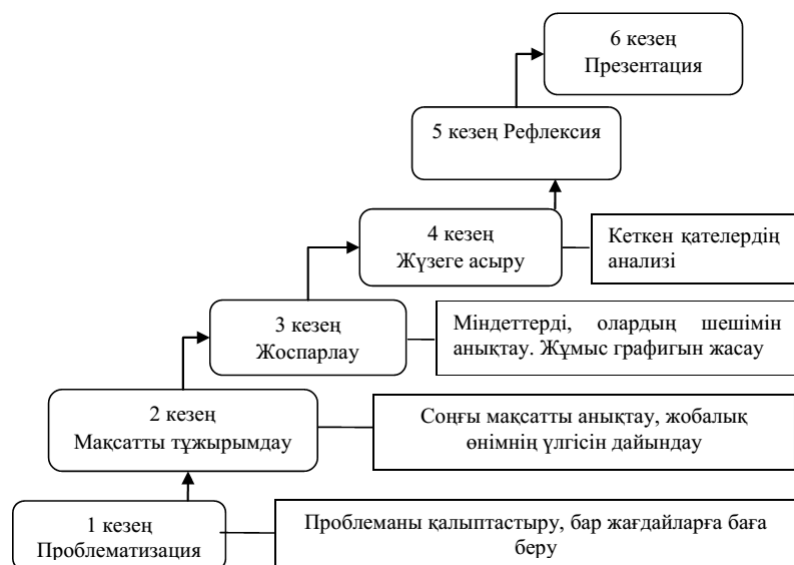 6 кезең
Презентация
5 кезең Рефлексия
4 кезең
Жүзеге асыру
Кеткен қателердің
анализі
3 кезең
Жоспарлау
Міндеттерді, олардың шешімін
анықтау. Жұмыс графигын жасау
2 кезең
Мақсатты тұжырымдау
Соңғы мақсатты анықтау, жобалық
өнімнің үлгісін дайындау
1 кезең
Проблематизация
Проблеманы қалыптастыру, бар жағдайларға баға
беру